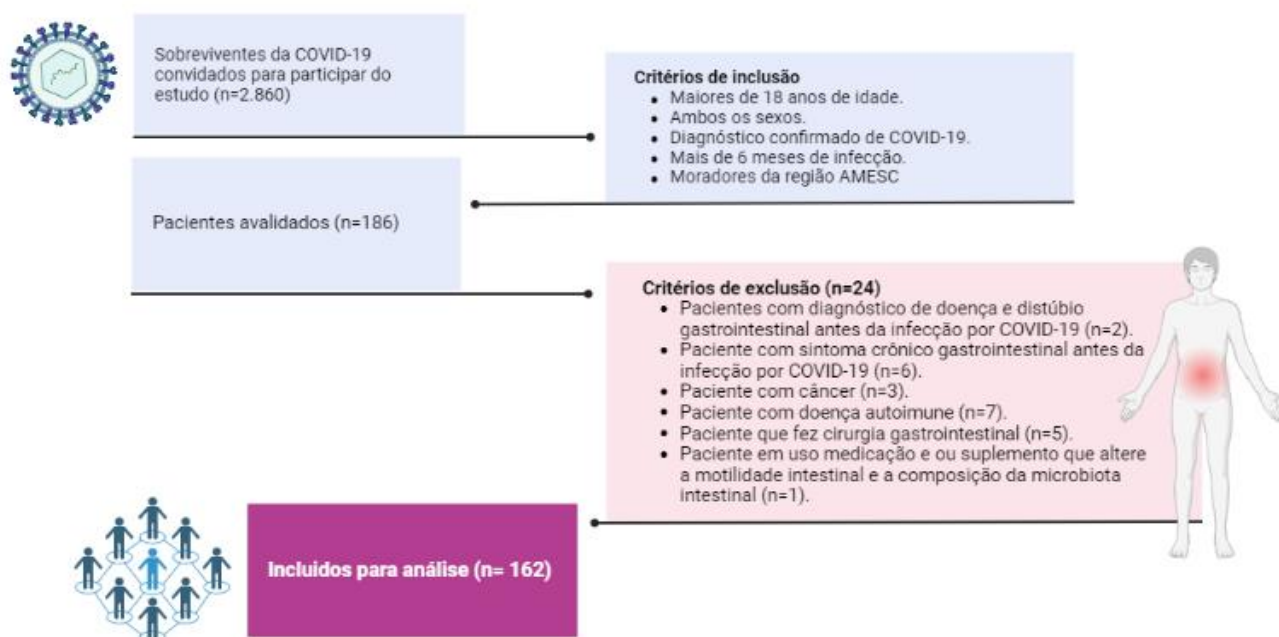 Sobreviventes da COVID-19
convidados para participar do
estudo (n=2.860)
Critérios de inclusão
• Maiores de 18 anos de idade.
• Ambos os sexos.
• Diagnóstico confirmado de COVID-19.
• Mais de 6 meses de infecção.
• Moradores da região AMESC
Pacientes avalidados (n=186)
Critérios de exclusão (n=24)
• Pacientes com diagnóstico de doença e distúbio
gastrointestinal antes da infecção por COVID-19 (n=2).
• Paciente com sintoma crônico gastrointestinal antes da
infecção por COVID-19 (n=6).
• Paciente com câncer (n=3).
• Paciente com doença autoimune (n=7).
• Paciente que fez cirurgia gastrointestinal (n=5).
• Paciente em uso medicação e ou suplemento que altere
a motilidade intestinal e a composição da microbiota
intestinal (n=1).
Incluidos para análise (n= 162)